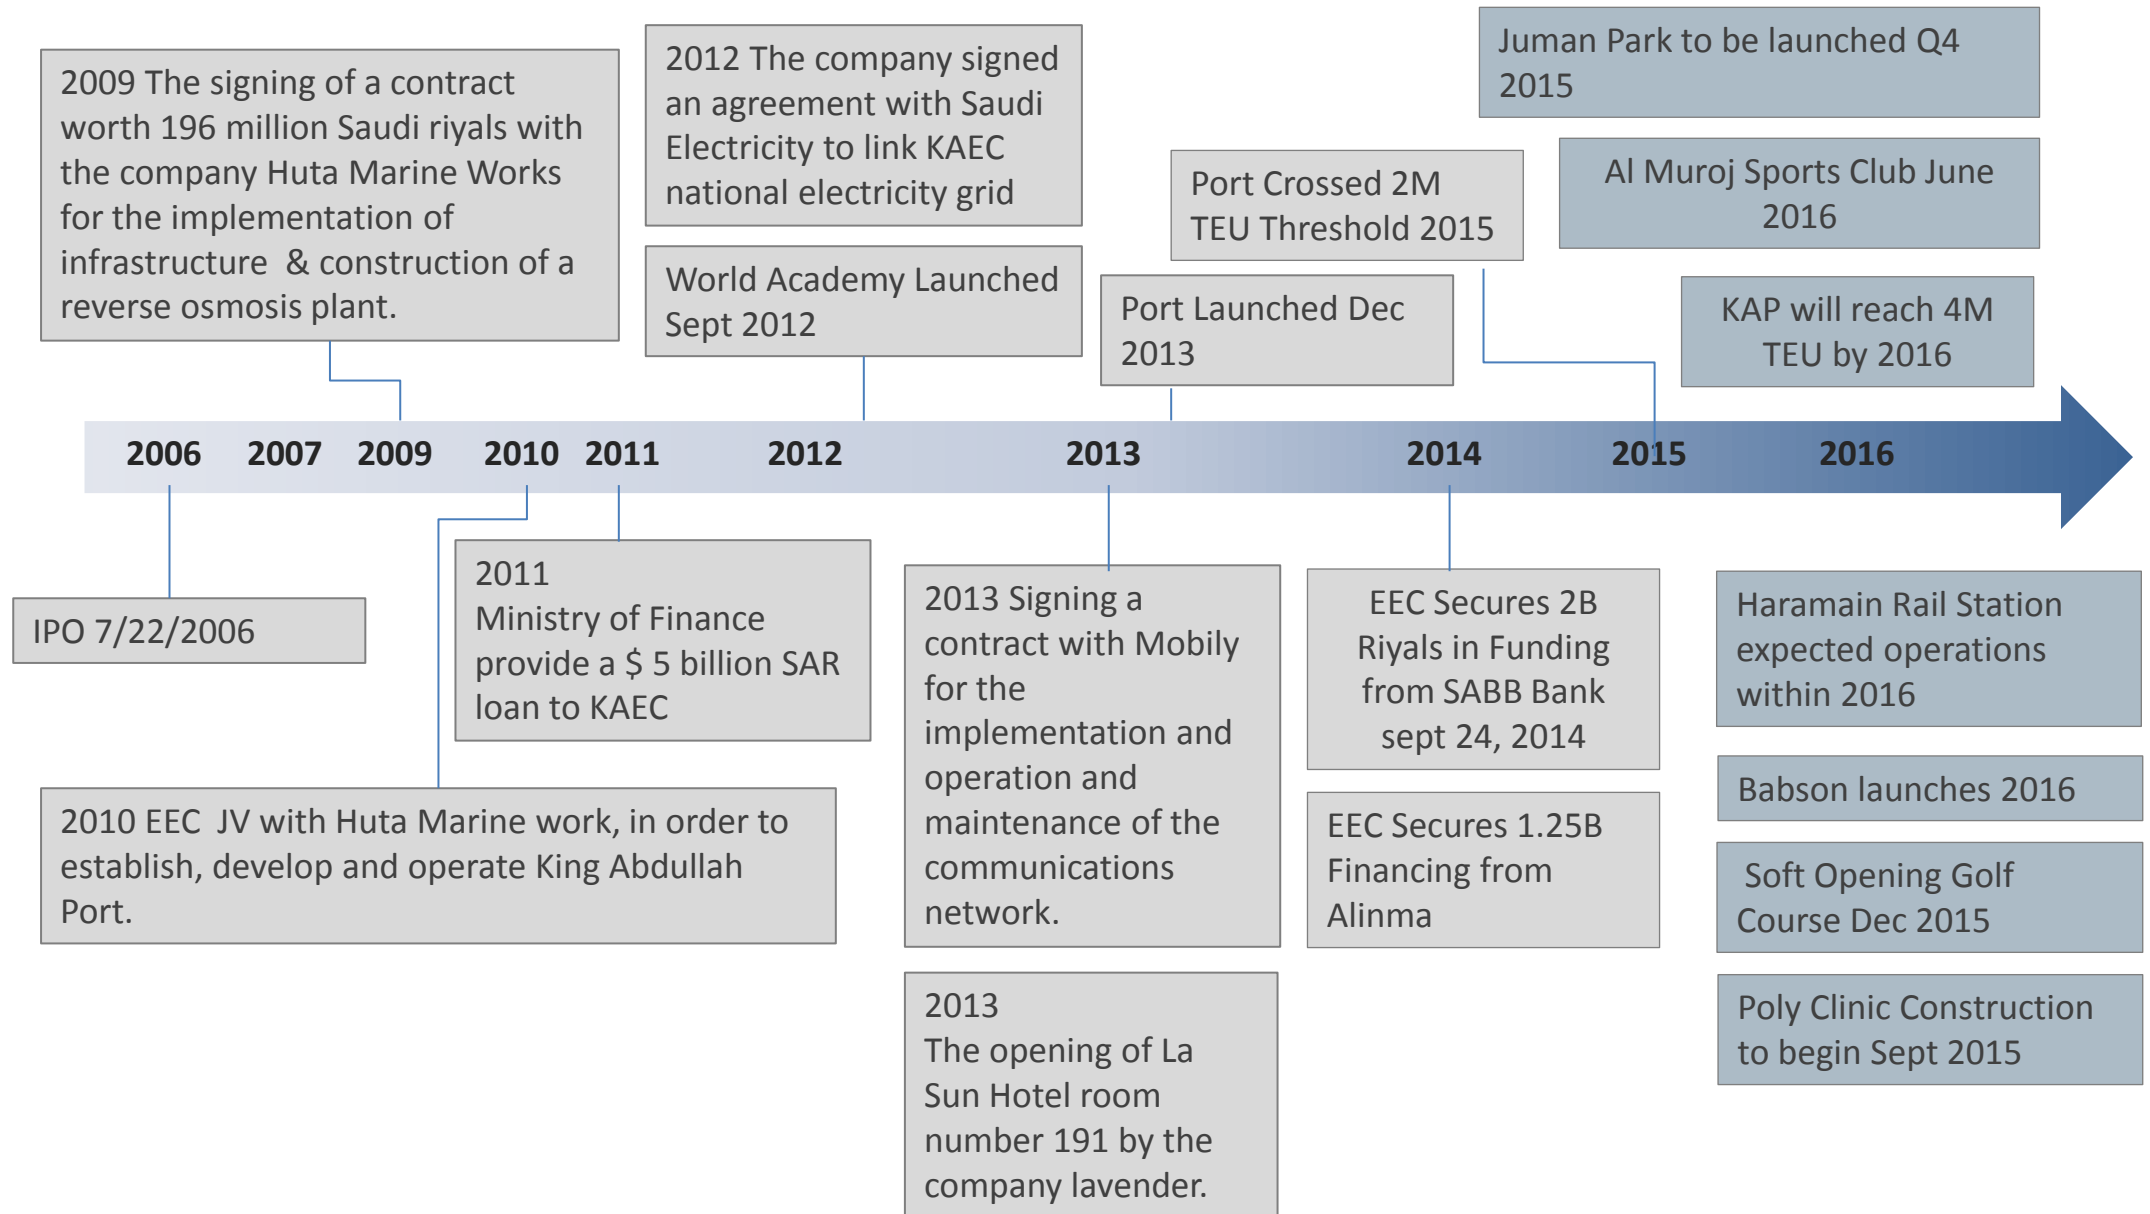 2009 The signing of a contract
worth 196 million Saudi riyals with
the company Huta Marine Works
for the implementation of
infrastructure & construction of a
reverse osmosis plant.
2012 The company signed
an agreement with Saudi
Electricity to link KAEC
national electricity grid
World Academy Launched
Sept 2012
Port Crossed 2M
TEU Threshold 2015
Port Launched Dec
2013
Juman Park to be launched Q4
2015
Al Muroj Sports Club June
2016
KAP will reach 4M
TEU by 2016
2006 2007 2009 2010 2011 2012 2013 2014 2015 2016
IPO 7/22/2006
2011
Ministry of Finance
provide a $ 5 billion SAR
loan to KAEC
2010 EEC JV with Huta Marine work, in order to
establish, develop and operate King Abdullah
Port.
2013 Signing a
contract with Mobily
for the
implementation and
operation and
maintenance of the
communications
network.
2013
The opening of La
Sun Hotel room
number 191 by the
company lavender.
EEC Secures 2B
Riyals in Funding
from SABB Bank
sept 24, 2014
EEC Secures 1.25B
Financing from
Alinma
Haramain Rail Station
expected operations
within 2016
Babson launches 2016
Soft Opening Golf
Course Dec 2015
Poly Clinic Construction
to begin Sept 2015